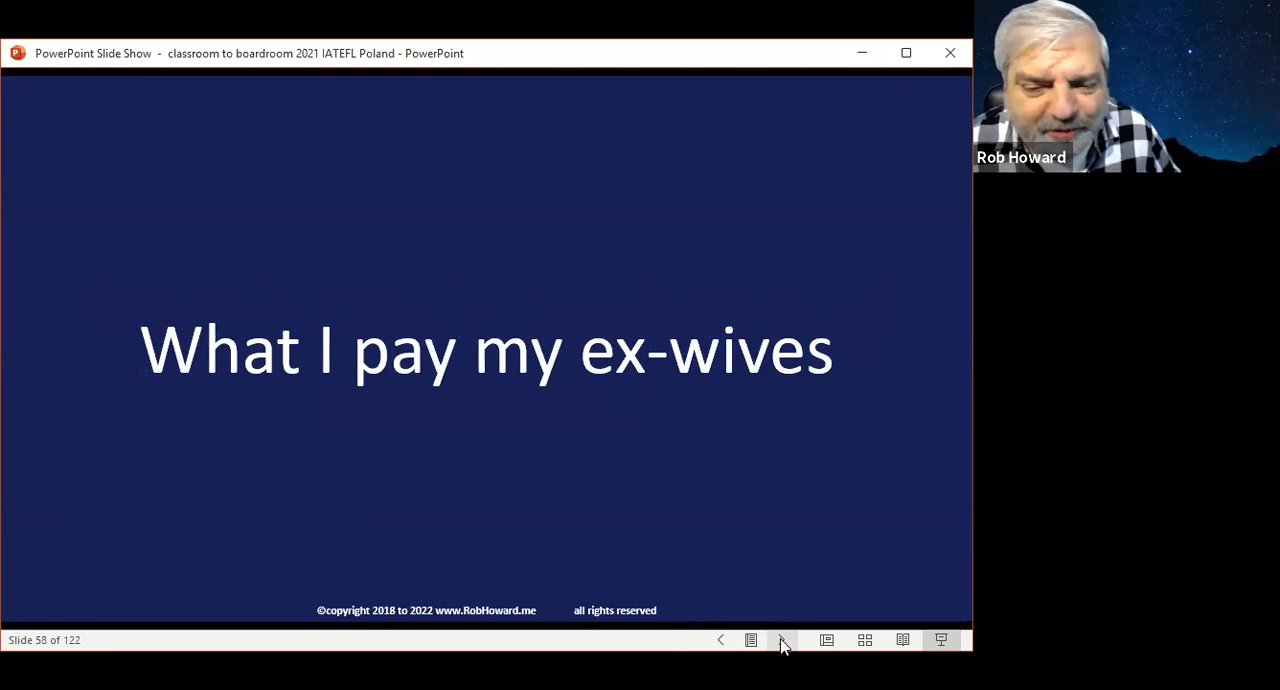 PowerPoint Slide Show - classroom to boardroom 2021 IATEFL Poland - PowerPoint
Rob Howard
What I pay my ex-wives
©copyright 2018 to 2022 www.RobHoward.me all rights reserved
Slide 58 of 122